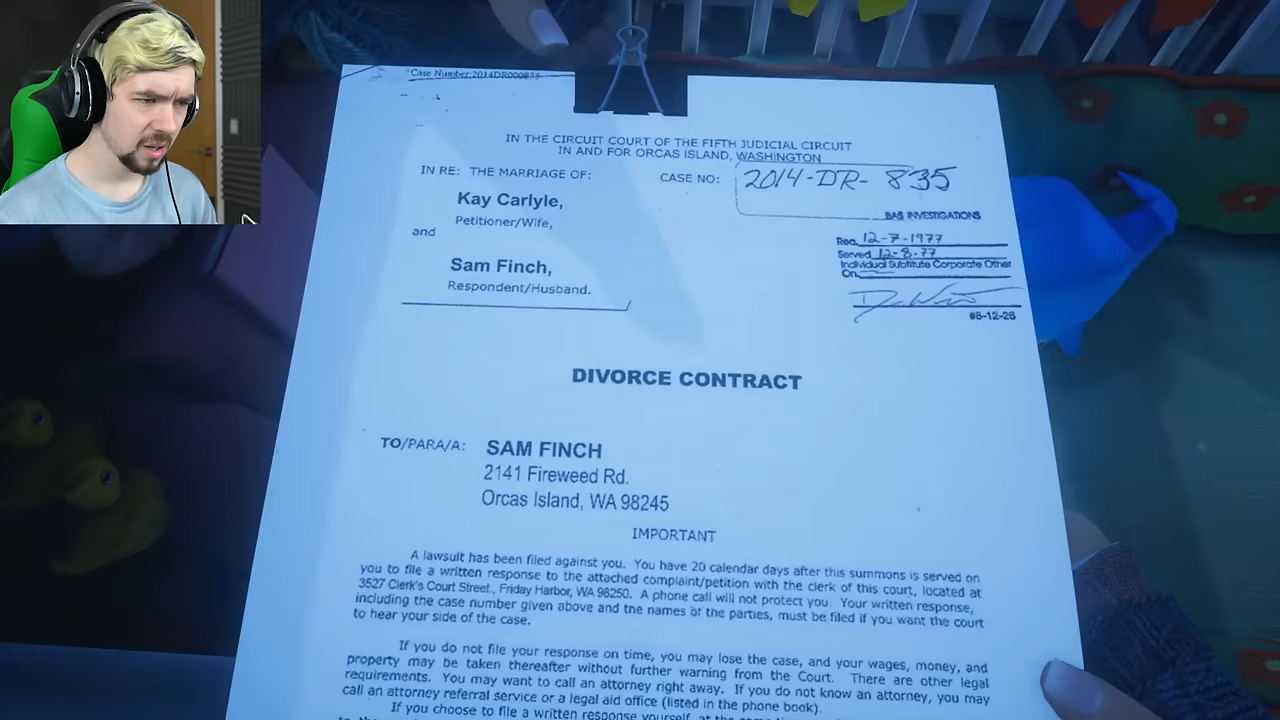 Case Number:2014DR000835
IN THE CIRCUIT COURT OF THE FIFTH JUDICIAL CIRCUIT
IN AND FOR ORCAS ISLAND, WASHINGTON
IN RE: THE MARRIAGE OF:
CASE NO: 2014-DR-835
Kay Carlyle,
Petitioner/Wife,
and
Sam Finch,
Respondent/Husband.
BAS INVESTIGATIONS
Rec 12-7-1977
Served 12-8-77
Individual Substitute Corporate Other
On
#8-12-26
DIVORCE CONTRACT
TO/PARA/A: SAM FINCH
2141 Fireweed Rd.
Orcas Island, WA 98245
IMPORTANT
A lawsuit has been filed against you. You have 20 calendar days after this summons is served on
you to file a written response to the attached complaint/petition with the clerk of this court, located at
3527 Clerk's Court Street., Friday Harbor, WA 98250. A phone call will not protect you. Your written response,
including the case number given above and the names of the parties, must be filed if you want the court
to hear your side of the case.
If you do not file your response on time, you may lose the case, and your wages, money, and
property may be taken thereafter without further warning from the Court. There are other legal
requirements. You may want to call an attorney right away. If you do not know an attorney, you may
call an attorney referral service or a legal aid office (listed in the phone book).
If you choose to file a written response yourself, at the same